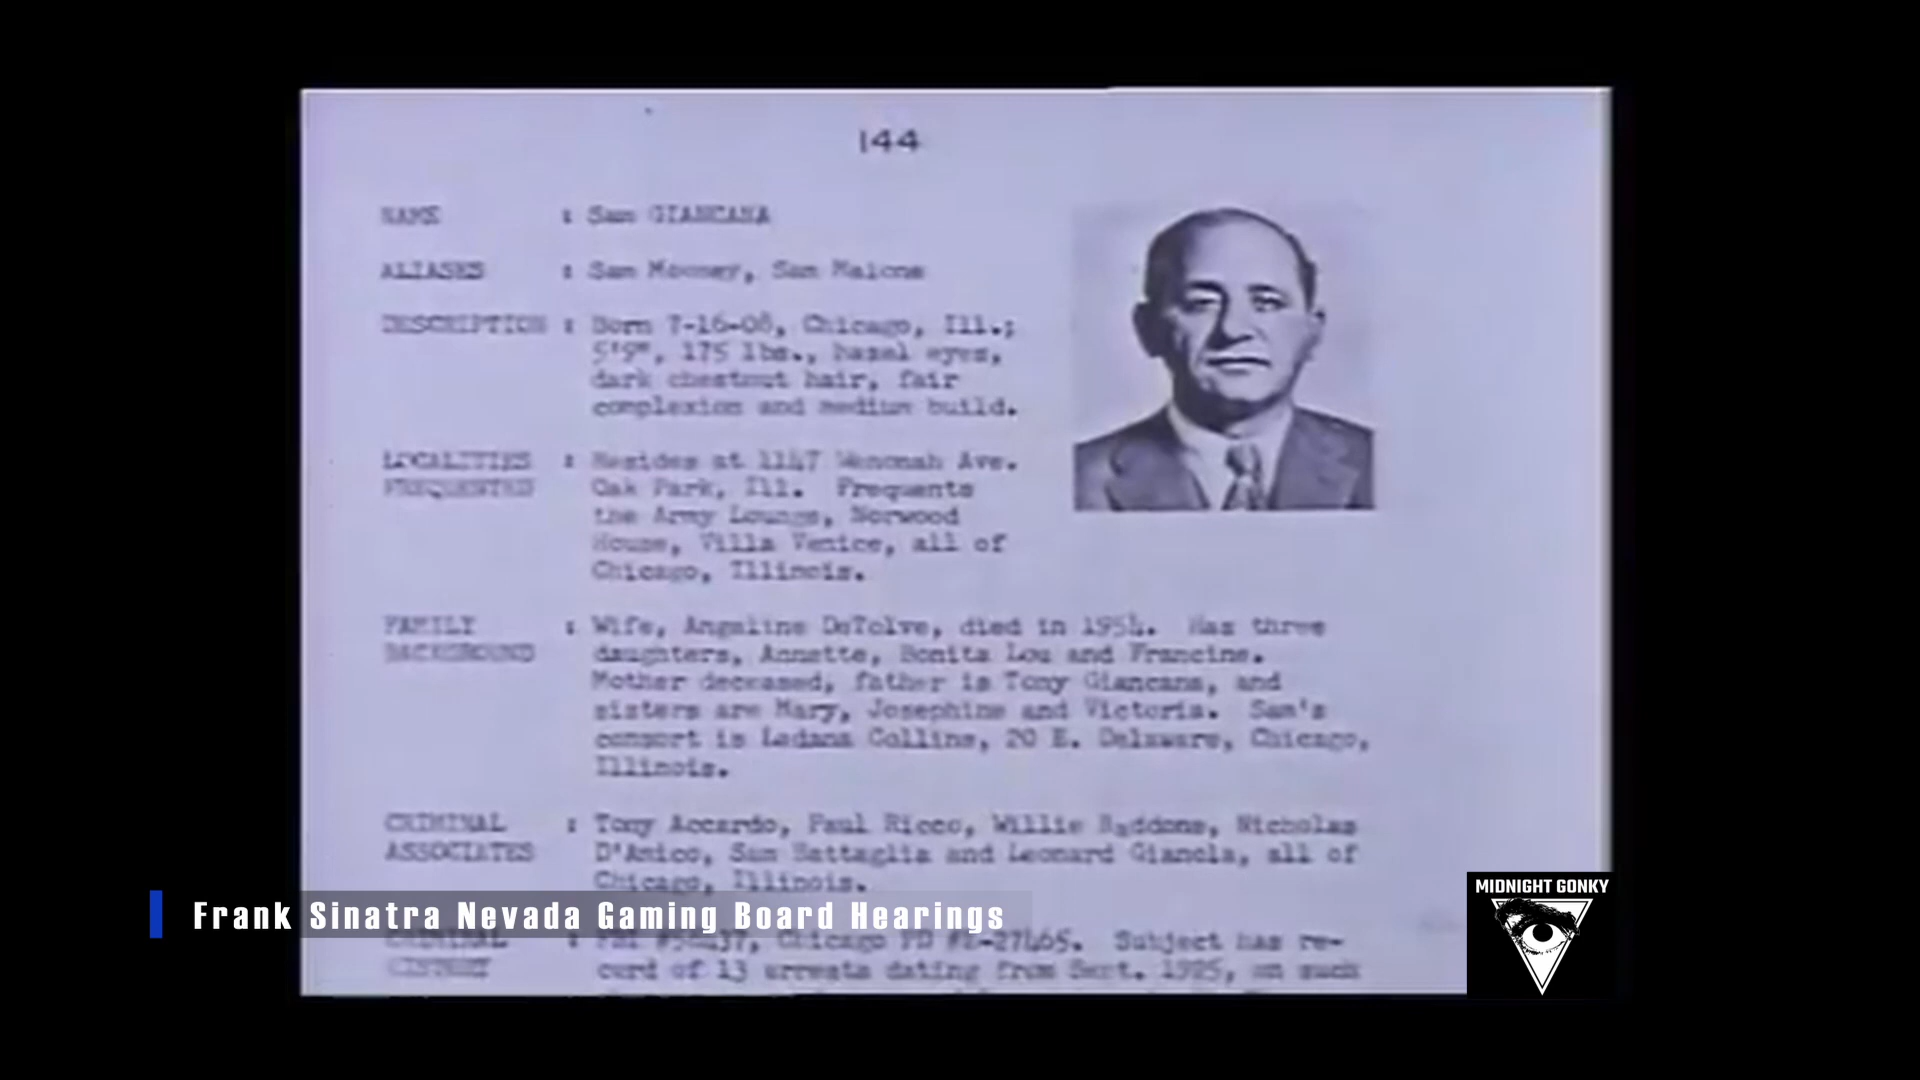 144
NAME : Sam GIANCANA
ALIASES : Sam Mooney, Sam Malone
DESCRIPTION : Born 7-16-08, Chicago, Ill.;
5'9", 175 lbs., hazel eyes,
dark chestnut hair, fair
complexion and medium build.
LOCALITIES : Resides at 1147 Wenonah Ave.
FREQUENTED Oak Park, Ill. Frequents
the Army Lounge, Norwood
House, Villa Venice, all of
Chicago, Illinois.
FAMILY : Wife, Angeline DeTolve, died in 1954. Has three
BACKGROUND daughters, Annette, Bonita Lou and Francine.
Mother deceased, father is Tony Giancana, and
sisters are Mary, Josephine and Victoria. Sam's
consort is Collins, 20 E. Delaware, Chicago,
Illinois.
CRIMINAL : Tony Accardo, Paul Ricco, Willie Daddono, Nicholas
ASSOCIATES D'Amico, Sam Battaglia and Leonard Gianola, all of
Chicago, Illinois.
Frank Sinatra Nevada Gaming Board Hearings
CRIMINAL : FBI Chicago PD Subject has re-
HISTORY cord of 13 arrests dating from Sept. 1925, on such
MIDNIGHT GONKY